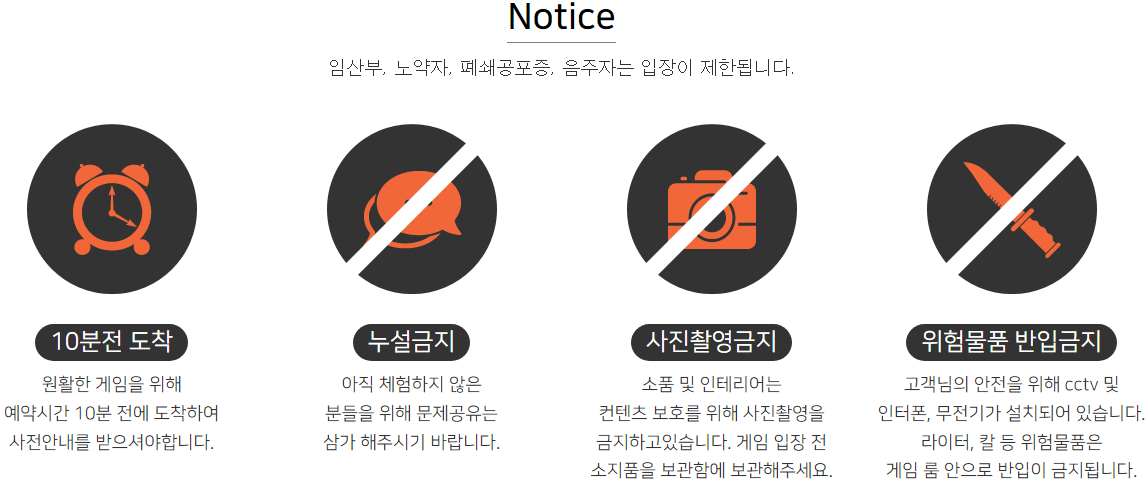 Notice
임산부, 노약자, 폐쇄공포증, 음주자는 입장이 제한됩니다.
10분전 도착
원활한 게임을 위해
예약시간 10분 전에 도착하여
사전안내를 받으셔야합니다.
누설금지
아직 체험하지 않은
분들을 위해 문제공유는
삼가 해주시기 바랍니다.
사진촬영금지
소품 및 인테리어는
컨텐츠 보호를 위해 사진촬영을
금지하고있습니다. 게임 입장 전
소지품을 보관함에 보관해주세요.
위험물품 반입금지
고객님의 안전을 위해 cctv 및
인터폰, 무전기가 설치되어 있습니다.
라이터, 칼 등 위험물품은
게임 룸 안으로 반입이 금지됩니다.